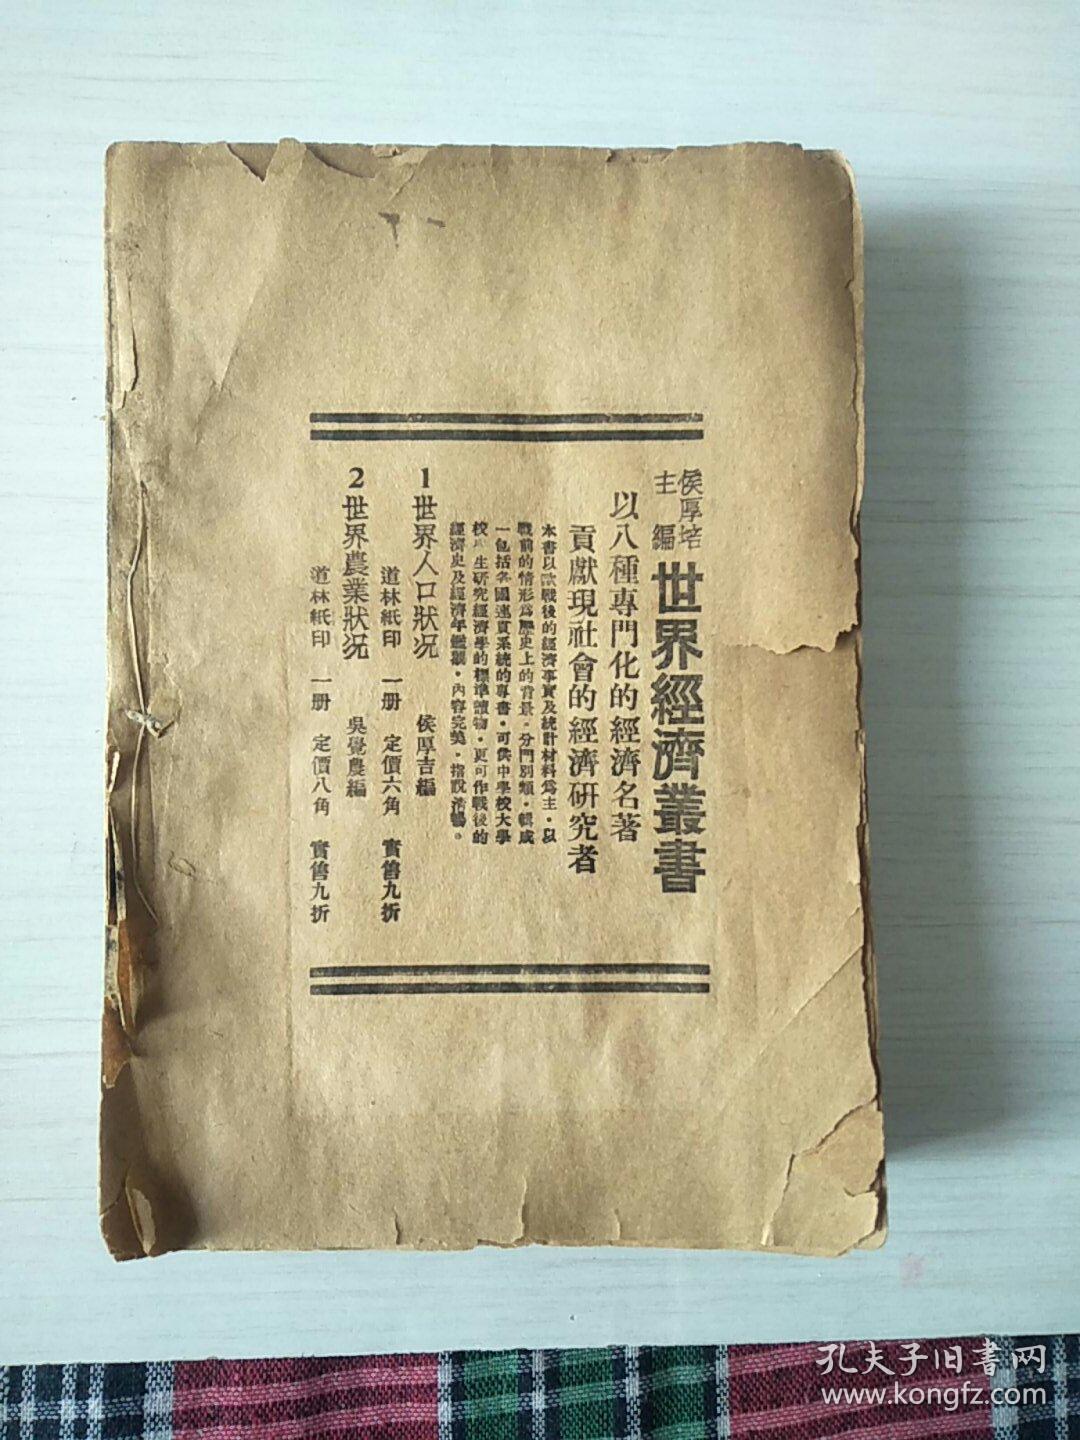 侯厚培
主編
世界經濟叢書
以八種專門化的經濟名著
貢獻現社會的經濟研究者
本書以歐戰後的經濟事實及統計材料爲主·以
戰前的情形爲歷史上的背景·分門別類·輯成
一包括各國連貫系統的專書·可供中學校大學
校學生研究經濟學的標準讀物·更可作戰後的
經濟史及經濟年鑑觀·內容完美·措詞淸暢。
1 世界人口狀况 侯厚吉編
道林紙印 一册 定價六角 實售九折
2 世界農業狀况 吳覺農編
道林紙印 一册 定價八角 實售九折
孔夫子旧書网
www.kongfz.com